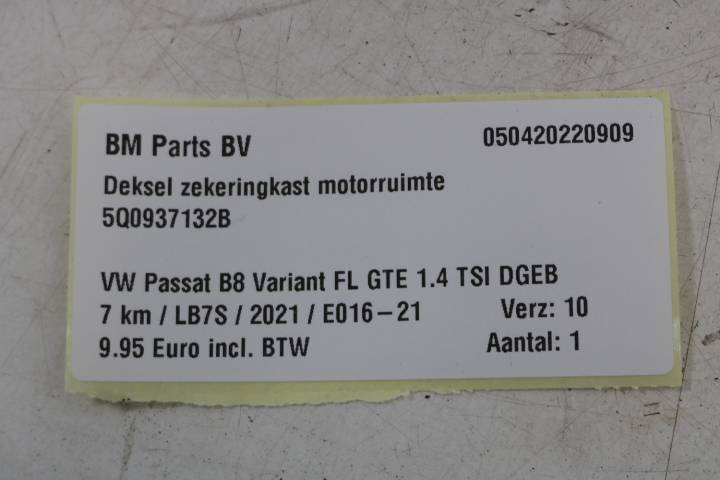 BM Parts BV 050420220909
Deksel zekeringkast motorruimte
5Q0937132B
VW Passat B8 Variant FL GTE 1.4 TSI DGEB
7 km / LB7S / 2021 / E016-21 Verz: 10
9.95 Euro incl. BTW Aantal: 1